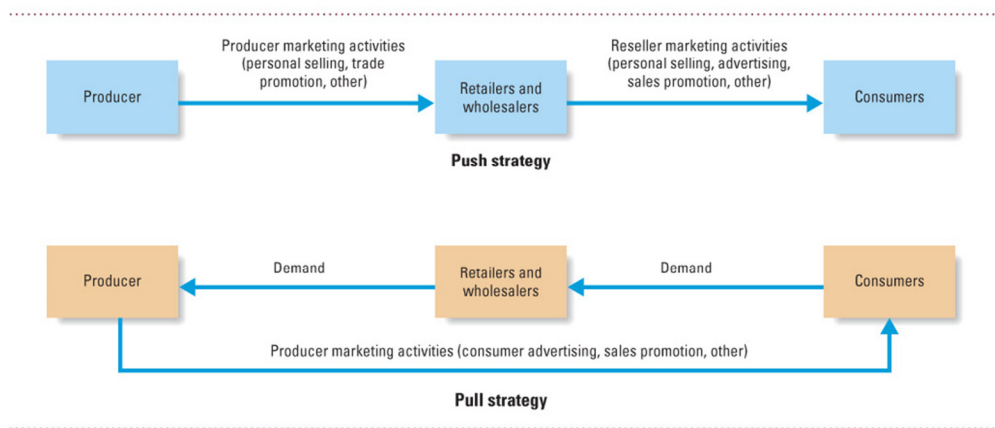 Producer marketing activities
(personal selling, trade
promotion, other)
Reseller marketing activities
(personal selling, advertising,
sales promotion, other)
Producer
Retailers and
wholesalers
Consumers
Push strategy
Producer
Demand
Retailers and
wholesalers
Demand
Consumers
Producer marketing activities (consumer advertising, sales promotion, other)
Pull strategy